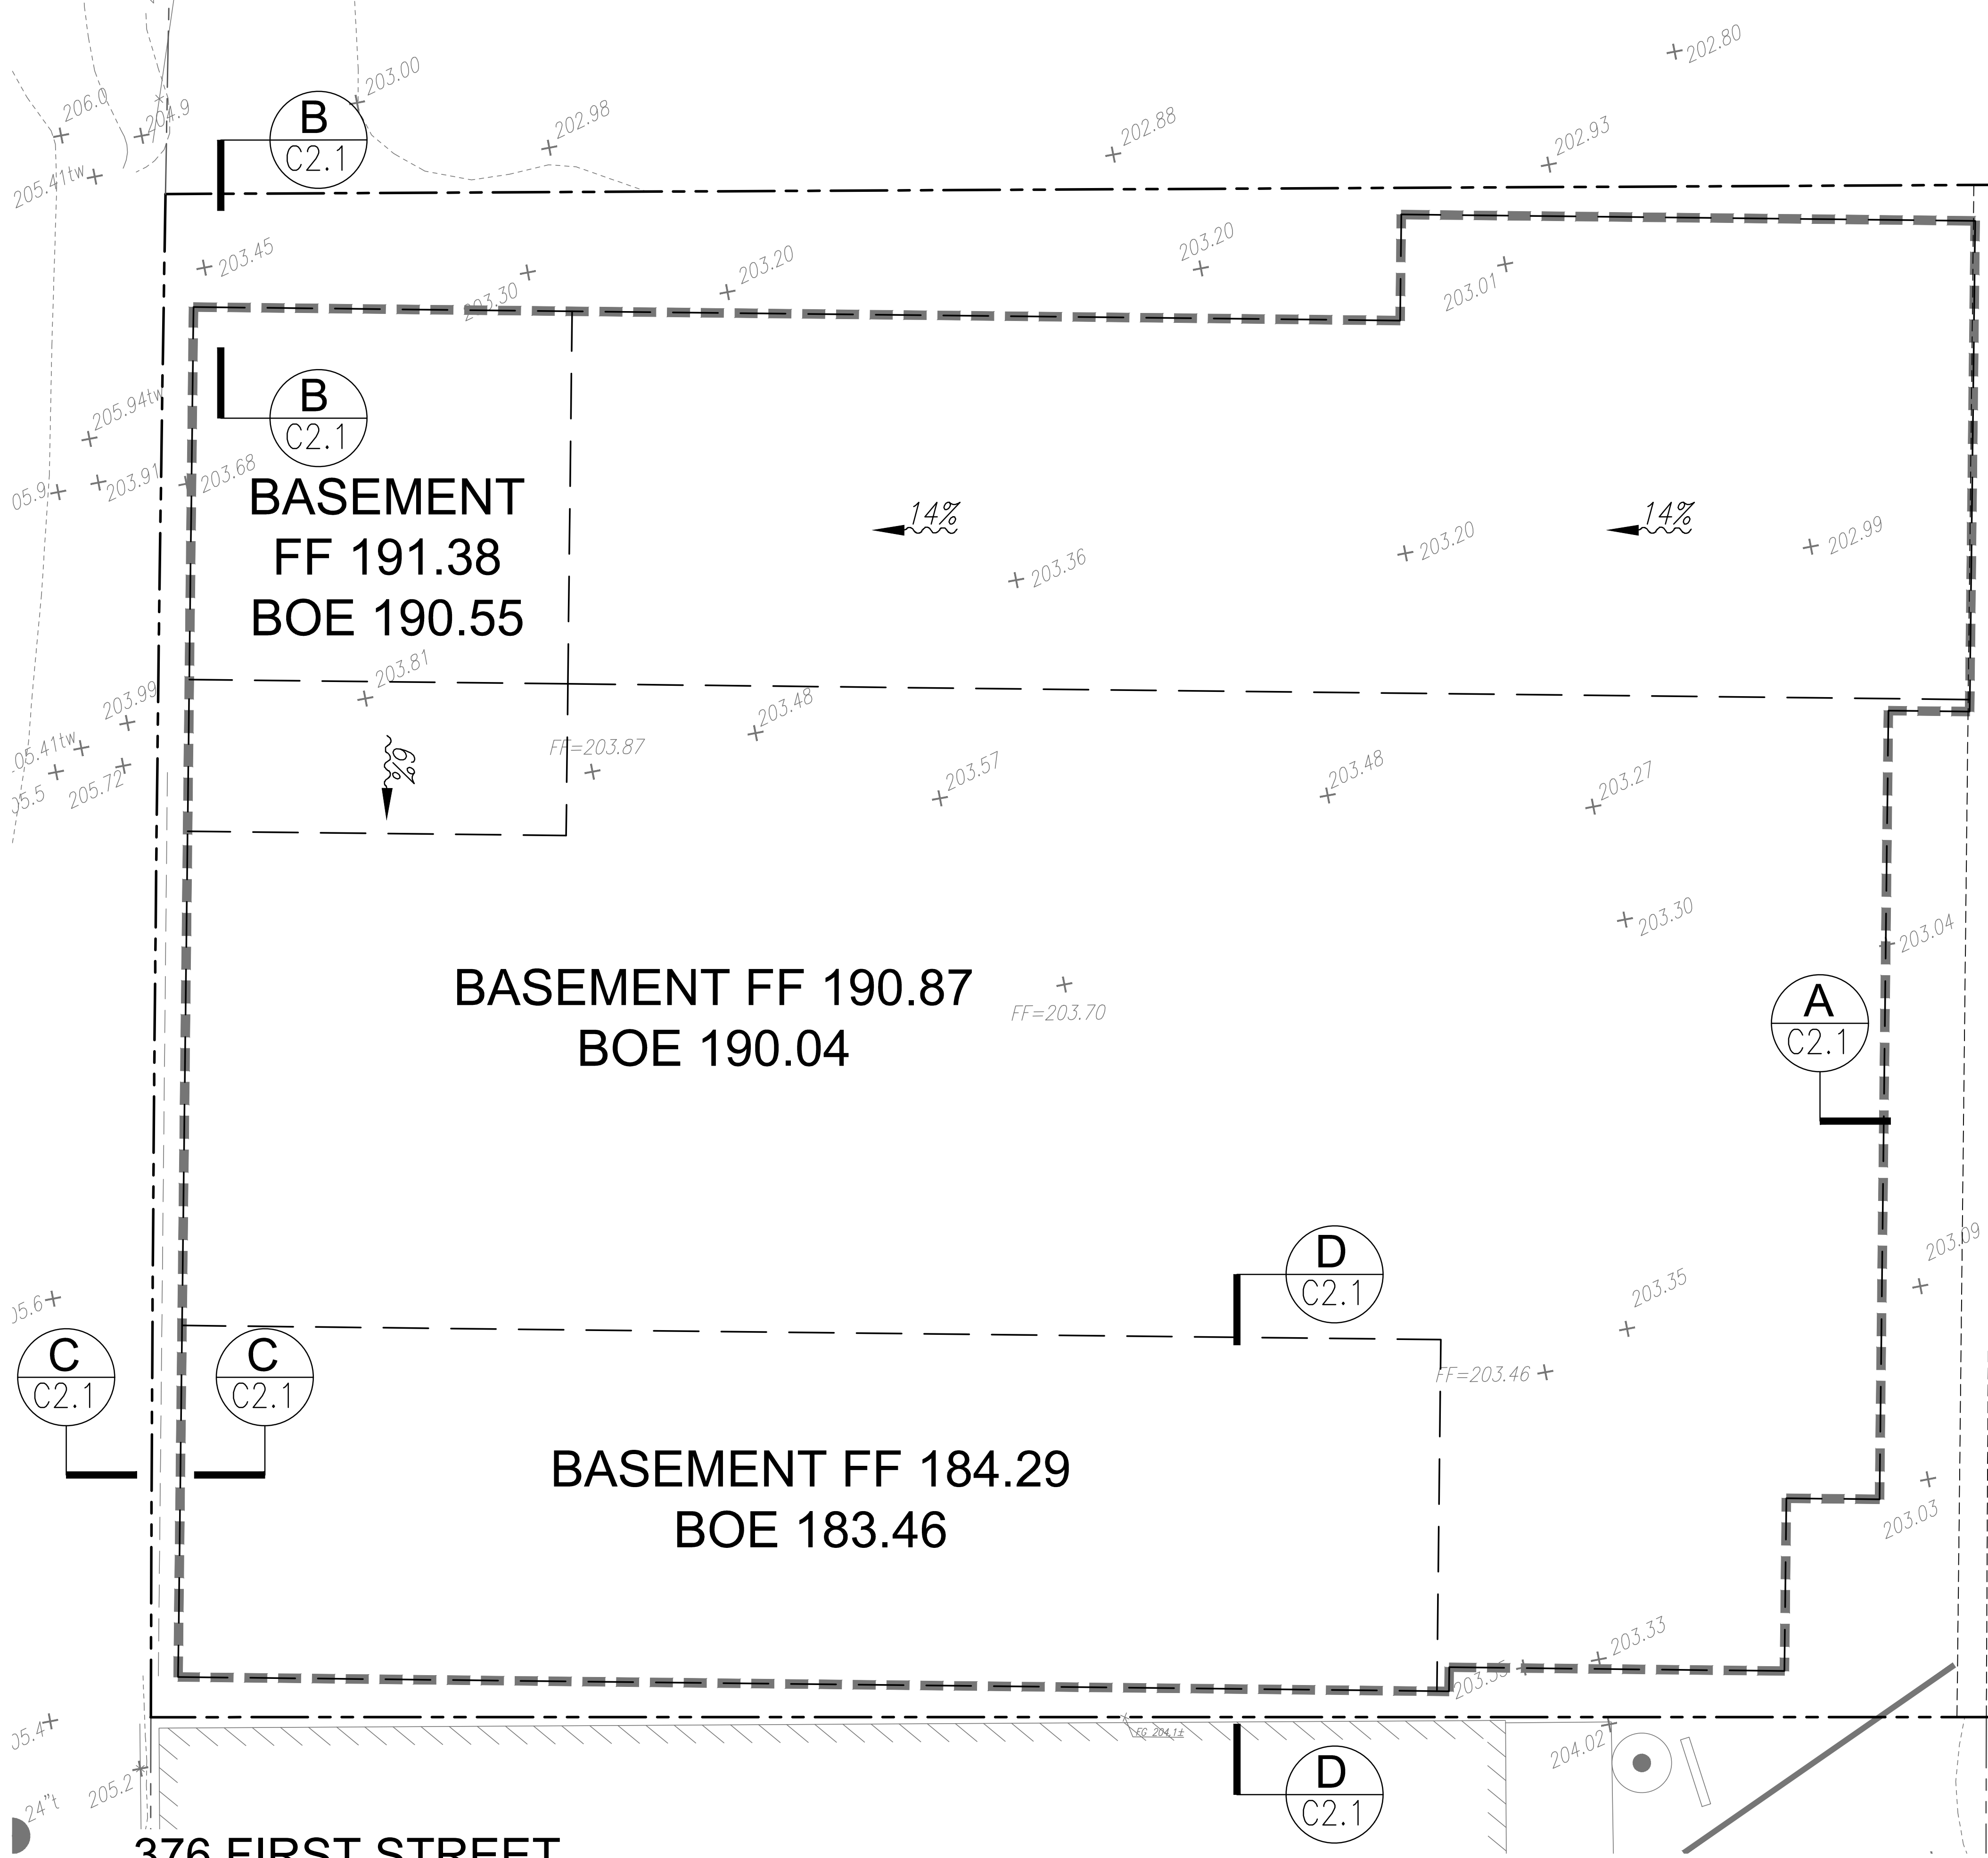 202.80
203.00
206.0
204.9
202.98
B
C2.1
202.88
202.93
205.41tw
203.45
203.30
203.20
203.20
203.01
205.94tw
B
C2.1
203.91
203.68
BASEMENT
FF 191.38
BOE 190.55
14%
14%
203.36
203.20
202.99
203.81
203.99
203.48
FF=203.87
6%
205.72
203.57
203.48
203.27
203.30
203.04
BASEMENT FF 190.87
BOE 190.04
FF=203.70
A
C2.1
203.09
D
C2.1
203.35
C
C2.1
C
C2.1
FF=203.46
BASEMENT FF 184.29
BOE 183.46
203.03
203.33
FG 204.1±
204.02
205.2
D
C2.1
24"t
376 FIRST STREET